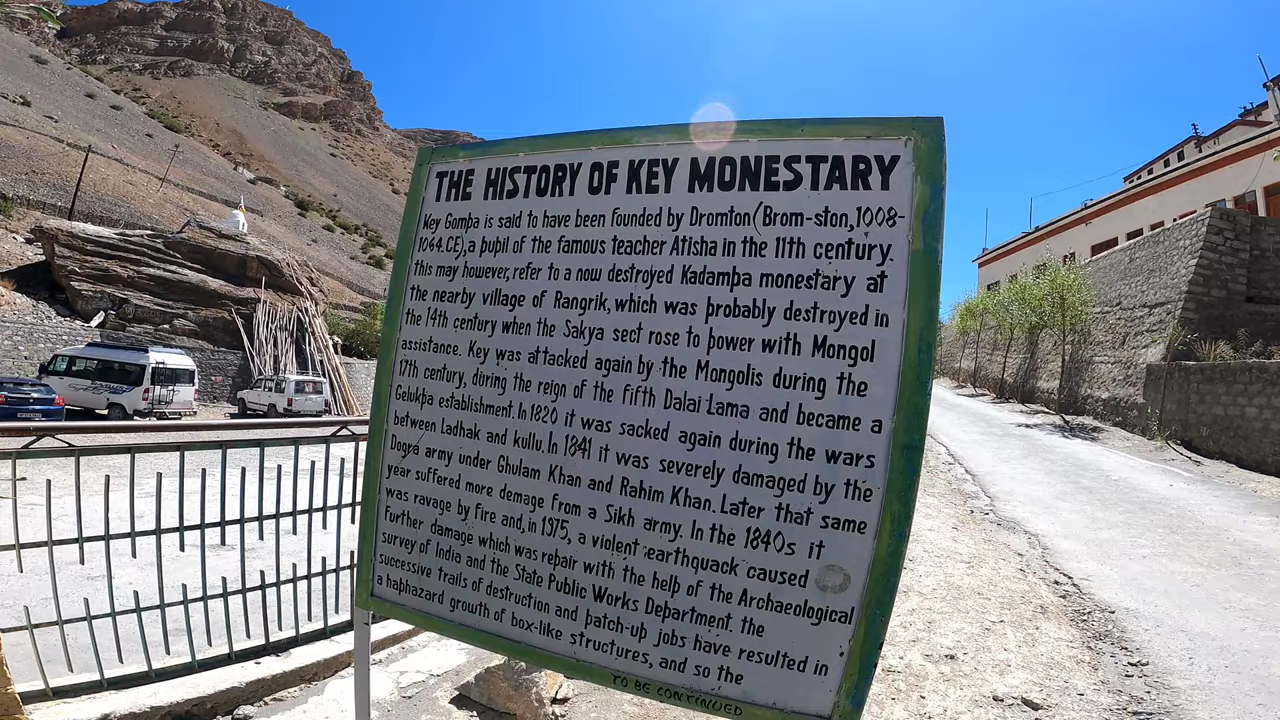 THE HISTORY OF KEY MONESTARY
Key Gompa is said to have been founded by Dromton(Brom-ston,1008-
1064.CE),a pupil of the famous teacher Atisha in the 11th century.
this may however, refer to a now destroyed Kadampa monestary at
the nearby village of Rangrik, which was probably destroyed in
the 14th century when the Sakya sect rose to power with Mongol
assistance. Key was attacked again by the Mongolis during the
17th century, during the reign of the fifth Dalai Lama and became a
Gelukpa establishment. In 1820 it was sacked again during the wars
between Ladhak and kullu. In 1841 it was severely damaged by the
Dogra army under Ghulam Khan and Rahim Khan. Later that same
year suffered more demage from a Sikh army. In the 1840s it
was ravage by fire and, in 1975, a violent earthquack caused
further damage which was repair with the help of the Archaeological
survey of India and the State Public Works Department. the
successive trails of destruction and patch-up jobs have resulted in
a haphazard growth of box-like structures, and so the
TO BE CONTINUED